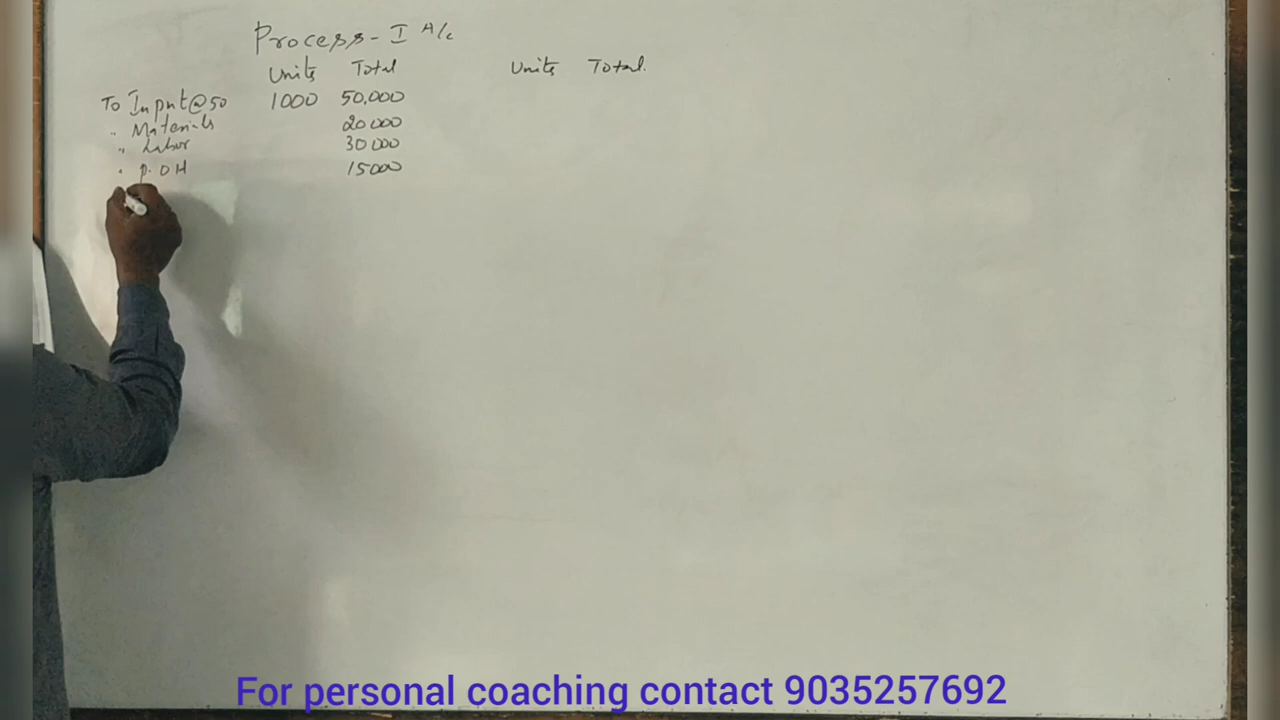 Process - I A/c
Units Total Units Total.
To Input@50 1000 50,000
" Materials 20000
" Labor 30000
" P. OH 15000
For personal coaching contact 9035257692